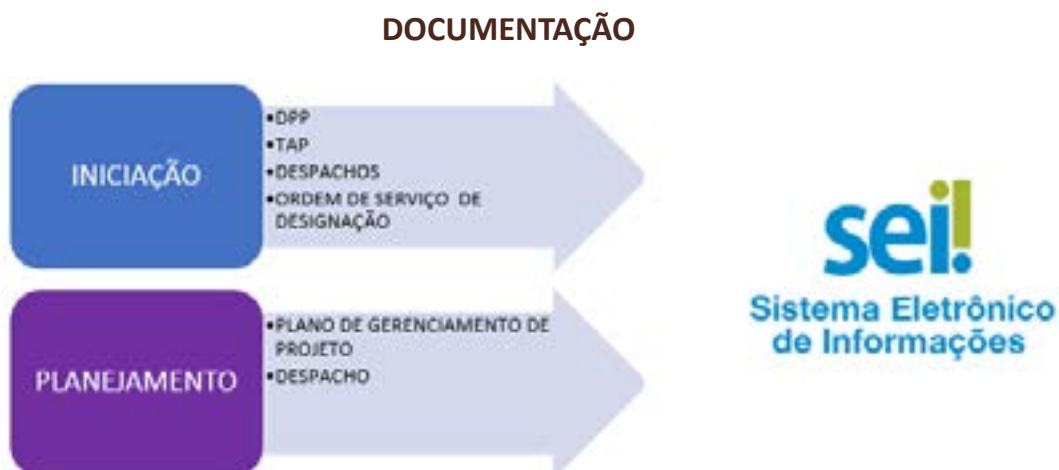 DOCUMENTAÇÃO
INICIAÇÃO
•DPP
•TAP
•DESPACHOS
•ORDEM DE SERVIÇO DE
DESIGNAÇÃO
sei!
Sistema Eletrônico
de Informações
PLANEJAMENTO
•PLANO DE GERENCIAMENTO DE
PROJETO
•DESPACHO